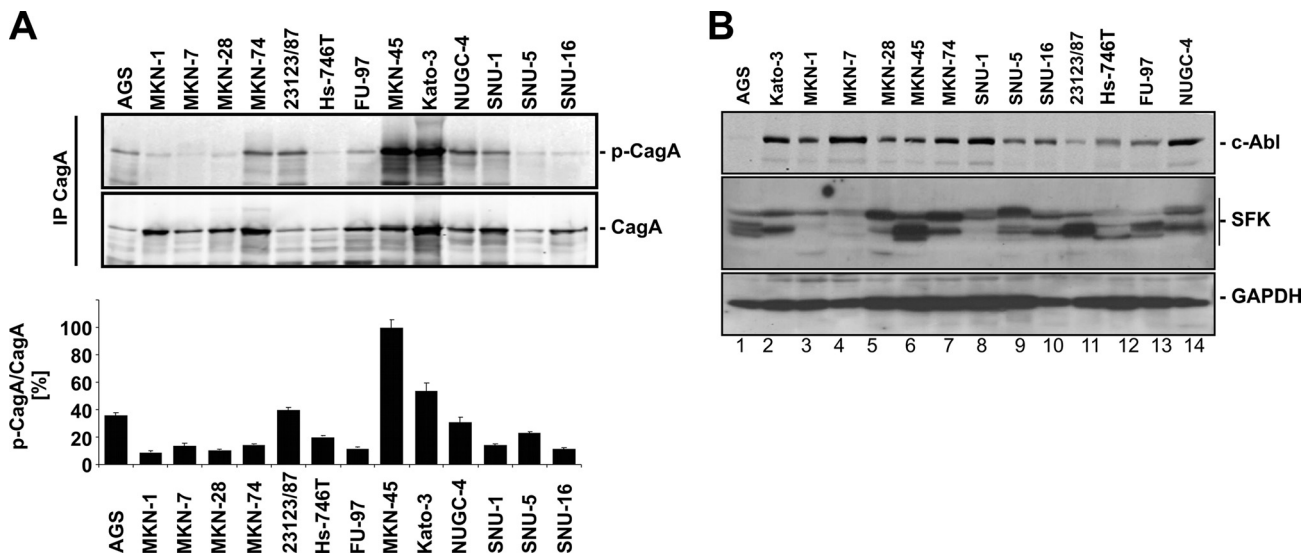 A
AGS
MKN-1
MKN-7
MKN-28
MKN-74
23123/87
Hs-746T
FU-97
MKN-45
Kato-3
NUGC-4
SNU-1
SNU-5
SNU-16
IP CagA
- p-CagA
- CagA
p-CagA/CagA
[%]
100
80
60
40
20
0
AGS
MKN-1
MKN-7
MKN-28
MKN-74
23123/87
Hs-746T
FU-97
MKN-45
Kato-3
NUGC-4
SNU-1
SNU-5
SNU-16
B
AGS
Kato-3
MKN-1
MKN-7
MKN-28
MKN-45
MKN-74
SNU-1
SNU-5
SNU-16
23123/87
Hs-746T
FU-97
NUGC-4
- c-Abl
SFK
- GAPDH
1 2 3 4 5 6 7 8 9 10 11 12 13 14